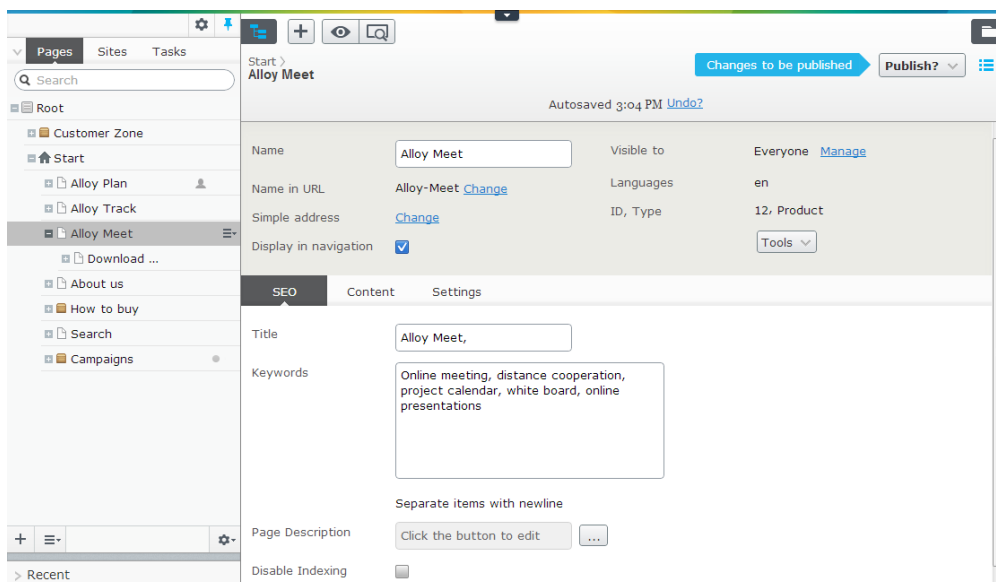 Pages Sites Tasks
Search
Root
Customer Zone
Start
Alloy Plan
Alloy Track
Alloy Meet
Download ...
About us
How to buy
Search
Campaigns
Recent
Start >
Alloy Meet
Changes to be published
Publish?
Autosaved 3:04 PM Undo?
Name Alloy Meet Visible to Everyone Manage
Name in URL Alloy-Meet Change Languages en
Simple address Change ID, Type 12, Product
Display in navigation Tools
SEO Content Settings
Title Alloy Meet,
Keywords Online meeting, distance cooperation,
project calendar, white board, online
presentations
Separate items with newline
Page Description Click the button to edit ...
Disable Indexing